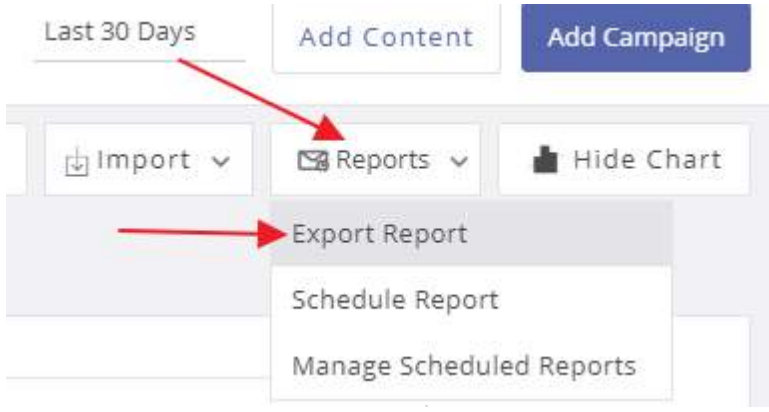 Last 30 Days
Add Content
Add Campaign
Import
Reports
Hide Chart
Export Report
Schedule Report
Manage Scheduled Reports